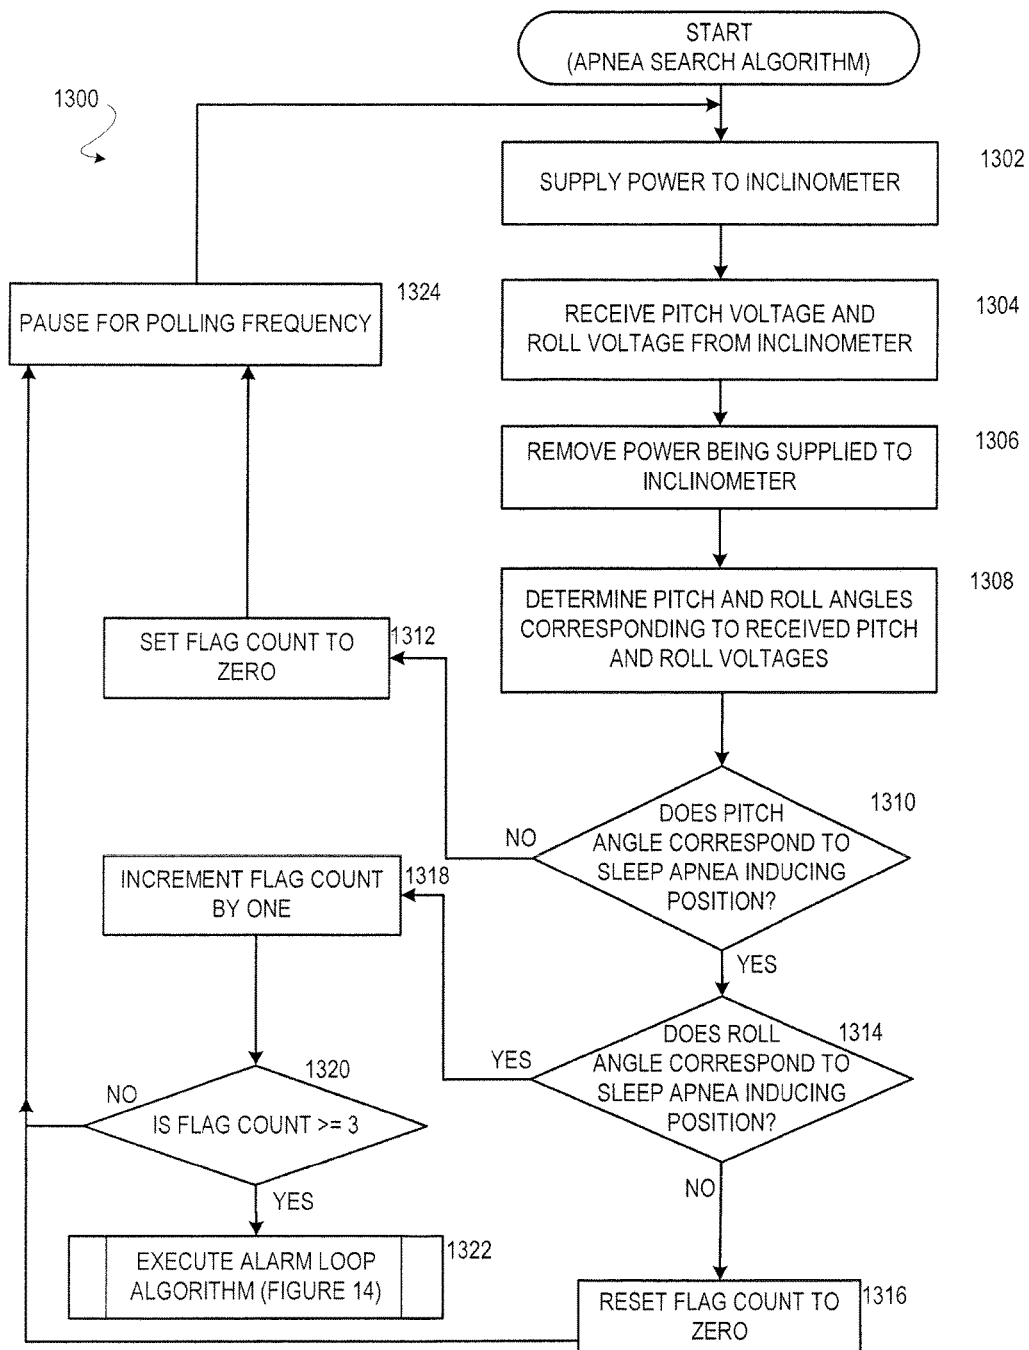 START
(APNEA SEARCH ALGORITHM)
1300
1302
SUPPLY POWER TO INCLINOMETER
1324
PAUSE FOR POLLING FREQUENCY
1304
RECEIVE PITCH VOLTAGE AND
ROLL VOLTAGE FROM INCLINOMETER
1306
REMOVE POWER BEING SUPPLIED TO
INCLINOMETER
1308
DETERMINE PITCH AND ROLL ANGLES
CORRESPONDING TO RECEIVED PITCH
AND ROLL VOLTAGES
1312
SET FLAG COUNT TO
ZERO
1310
DOES PITCH
ANGLE CORRESPOND TO
SLEEP APNEA INDUCING
POSITION?
NO
YES
1318
INCREMENT FLAG COUNT
BY ONE
1314
DOES ROLL
ANGLE CORRESPOND TO
SLEEP APNEA INDUCING
POSITION?
YES
NO
1320
NO
IS FLAG COUNT >= 3
YES
1322
EXECUTE ALARM LOOP
ALGORITHM (FIGURE 14)
1316
RESET FLAG COUNT TO
ZERO